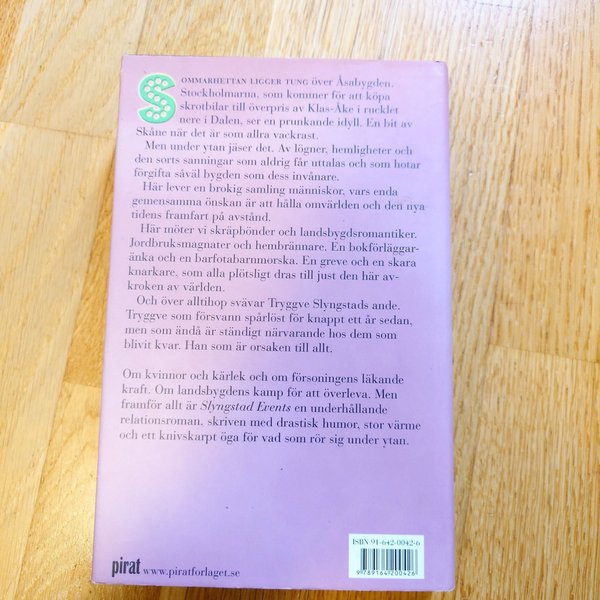 SOMMARHETTAN LIGGER TUNG över Åsabygden.
Stockholmarna, som kommer för att köpa
skrotbilar till överpris av Klas-Åke i rucklet
nere i Dalen, ser en prunkande idyll. En bit av
Skåne när det är som allra vackrast.
Men under ytan jäser det. Av lögner, hemligheter och
den sorts sanningar som aldrig får uttalas och som hotar
förgifta såväl bygden som dess invånare.
Här lever en brokig samling människor, vars enda
gemensamma önskan är att hålla omvärlden och den nya
tidens framfart på avstånd.
Här möter vi skråpbönder och landsbygdsromantiker.
Jordbruksmagnater och hembrännare. En bokförläggar-
änka och en barfotabarnmorska. En greve och en skara
knarkare, som alla plötsligt dras till just den här av-
kroken av världen.
Och över alltihop svävar Tryggve Slyngstads ande.
Tryggve som försvann spårlöst för knappt ett år sedan,
men som ändå är ständigt närvarande hos dem som
blivit kvar. Han som är orsaken till allt.
Om kvinnor och kärlek och om försoningens läkande
kraft. Om landsbygdens kamp för att överleva. Men
framför allt är Slyngstad Events en underhållande
relationsroman, skriven med drastisk humor, stor värme
och ett knivskarpt öga för vad som rör sig under ytan.
ISBN 91-642-0042-6
9 789164 200426
pirat www.piratforlaget.se